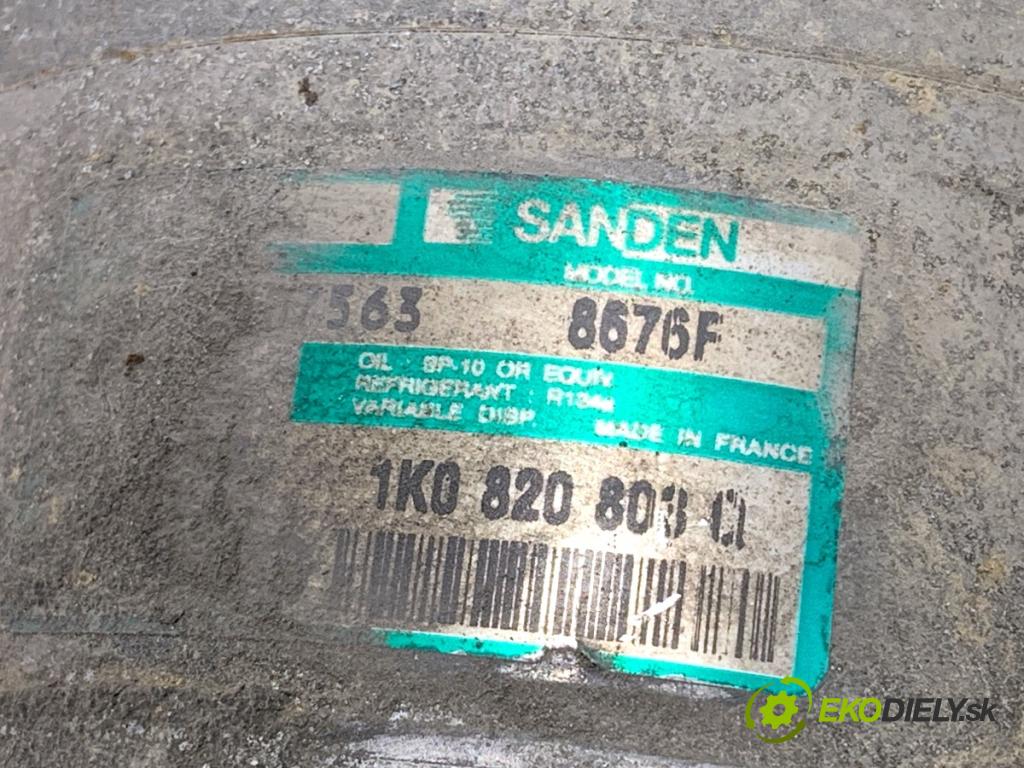 SANDEN
MODEL NO.
7563 8676F
OIL : SP-10 OR EQUIV.
REFRIGERANT : R134a
VARIABLE DISP. MADE IN FRANCE
1K0 820 803 Q
EKODIELY.sk